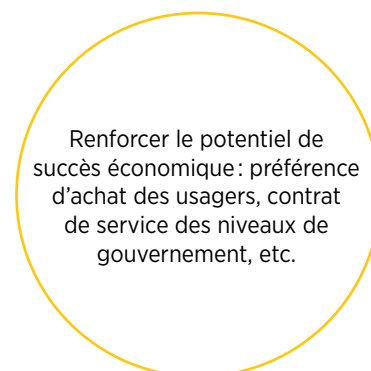 Renforcer le potentiel de
succès économique : préférence
d’achat des usagers, contrat
de service des niveaux de
gouvernement, etc.